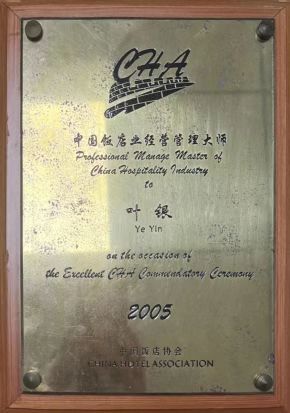 CHA
中国饭店业经营管理大师
Professional Manage Master of
China Hospitality Industry
to
叶银
Ye Yin
on the occasion of
the Excellent CHA Commendatory Ceremony
2005
中国饭店协会
CHINA HOTEL ASSOCIATION